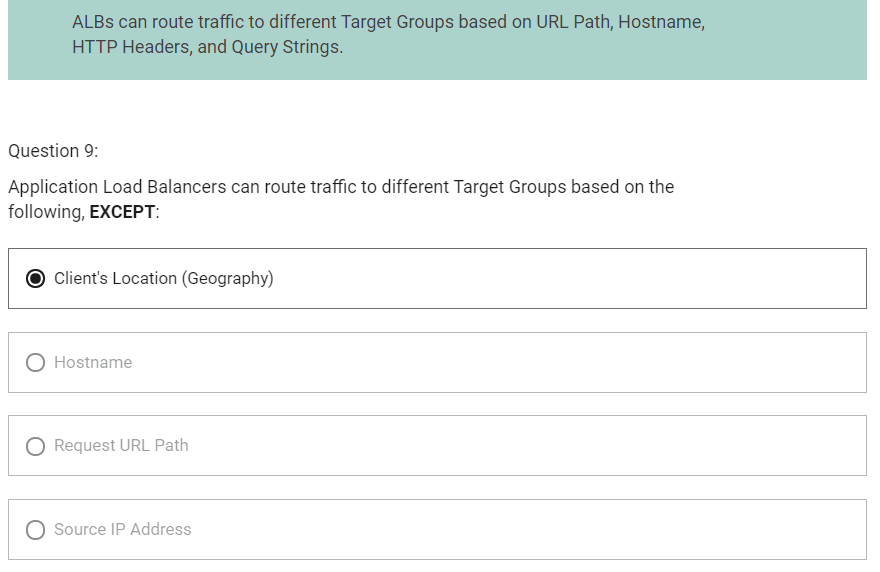 ALBs can route traffic to different Target Groups based on URL Path, Hostname,
HTTP Headers, and Query Strings.
Question 9:
Application Load Balancers can route traffic to different Target Groups based on the
following, EXCEPT:
Client's Location (Geography)
Hostname
Request URL Path
Source IP Address